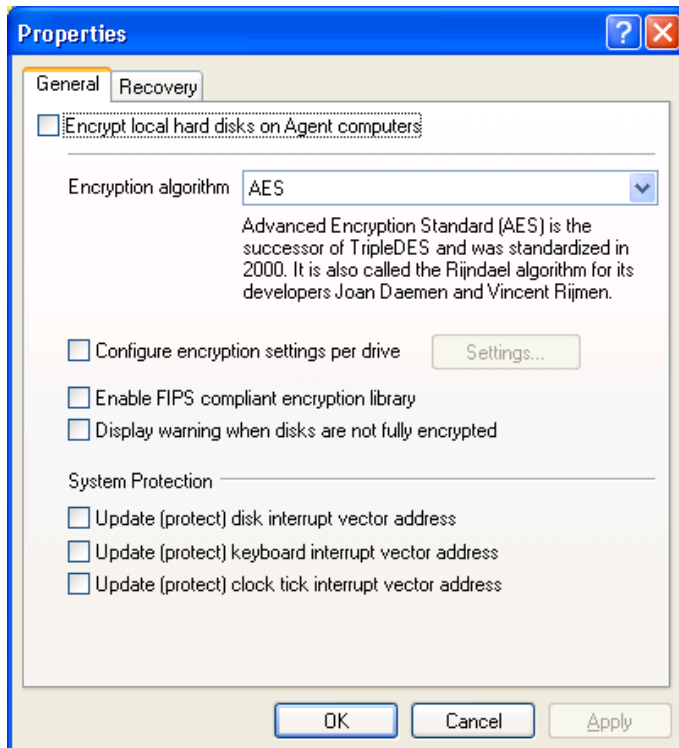 Properties
General Recovery
Encrypt local hard disks on Agent computers
Encryption algorithm AES
Advanced Encryption Standard (AES) is the
successor of TripleDES and was standardized in
2000. It is also called the Rijndael algorithm for its
developers Joan Daemen and Vincent Rijmen.
Configure encryption settings per drive Settings...
Enable FIPS compliant encryption library
Display warning when disks are not fully encrypted
System Protection
Update (protect) disk interrupt vector address
Update (protect) keyboard interrupt vector address
Update (protect) clock tick interrupt vector address
OK Cancel Apply